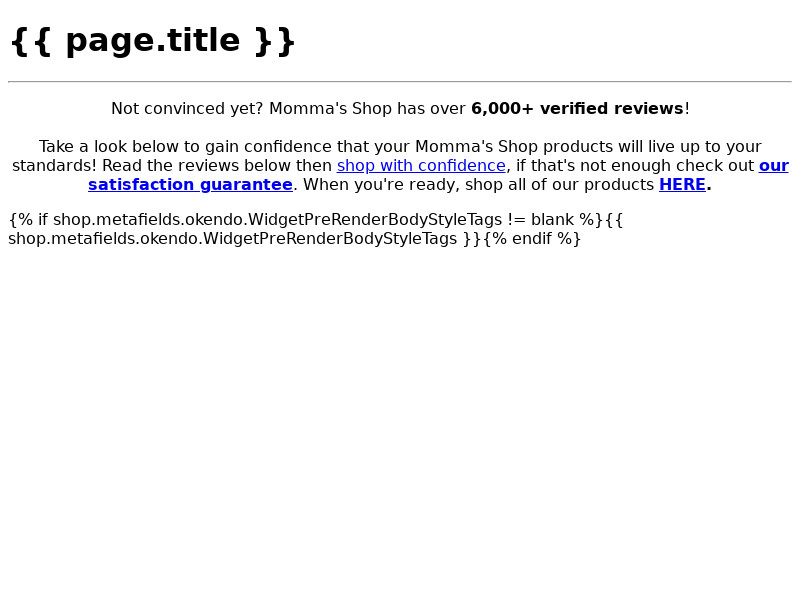 {{ page.title }}
Not convinced yet? Momma's Shop has over 6,000+ verified reviews!
Take a look below to gain confidence that your Momma's Shop products will live up to your
standards! Read the reviews below then shop with confidence, if that's not enough check out our
satisfaction guarantee. When you're ready, shop all of our products HERE.
{% if shop.metafields.okendo.WidgetPreRenderBodyStyleTags != blank %}{{
shop.metafields.okendo.WidgetPreRenderBodyStyleTags }}{% endif %}